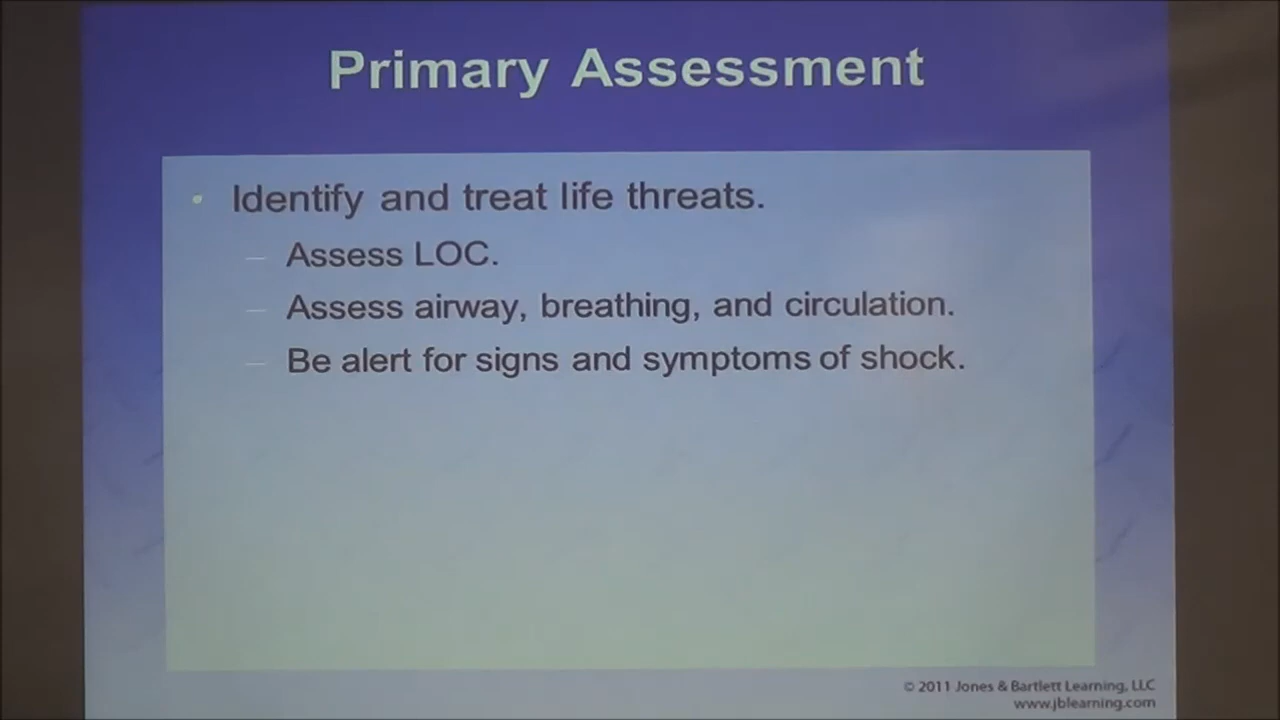 Primary Assessment
• Identify and treat life threats.
– Assess LOC.
– Assess airway, breathing, and circulation.
– Be alert for signs and symptoms of shock.
© 2011 Jones & Bartlett Learning, LLC
www.jblearning.com